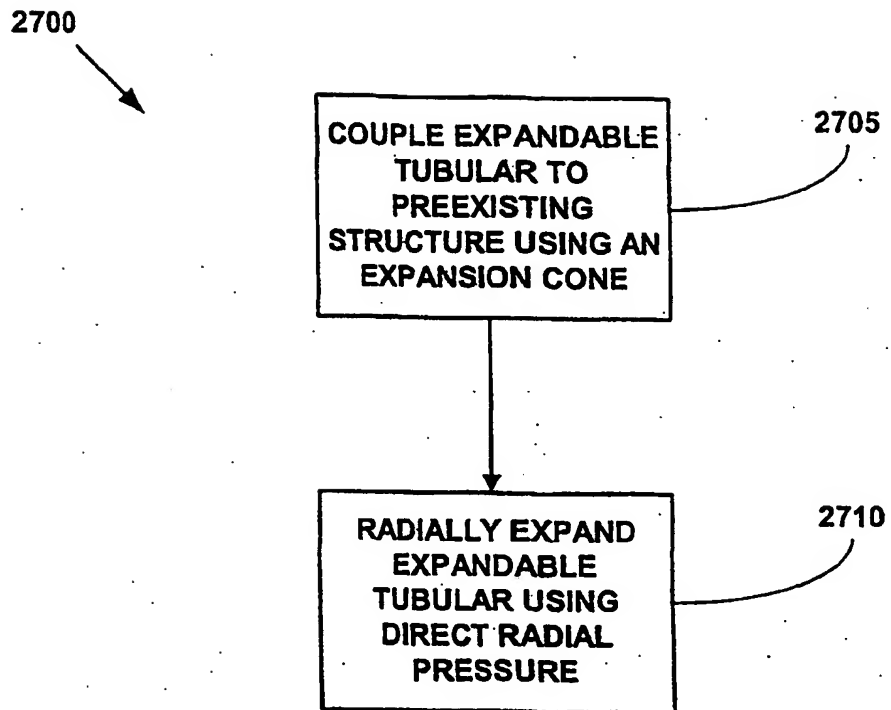 2700
COUPLE EXPANDABLE
TUBULAR TO
PREEXISTING
STRUCTURE USING AN
EXPANSION CONE
2705
RADIALLY EXPAND
EXPANDABLE
TUBULAR USING
DIRECT RADIAL
PRESSURE
2710